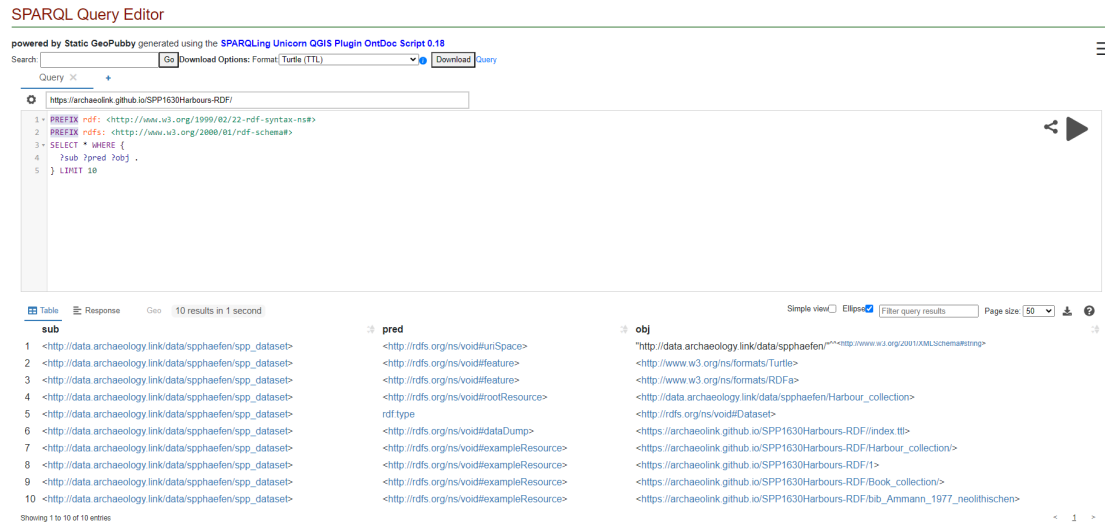 SPARQL Query Editor
powered by Static GeoPubby generated using the SPARQLing Unicorn QGIS Plugin OntDoc Script 0.18
Search: Go Download Options: Format: Turtle (TTL) Download Query
Query × +
https://archaeolink.github.io/SPP1630Harbours-RDF/
1 PREFIX rdf: <http://www.w3.org/1999/02/22-rdf-syntax-ns#>
2 PREFIX rdfs: <http://www.w3.org/2000/01/rdf-schema#>
3 SELECT * WHERE {
4 ?sub ?pred ?obj .
5 } LIMIT 10
Table Response Geo 10 results in 1 second Simple view Ellipse Filter query results Page size: 50
sub pred obj
1 <http://data.archaeology.link/data/spphaefen/spp_dataset> <http://rdfs.org/ns/void#uriSpace> "http://data.archaeology.link/data/spphaefen/"^^<http://www.w3.org/2001/XMLSchema#string>
2 <http://data.archaeology.link/data/spphaefen/spp_dataset> <http://rdfs.org/ns/void#feature> <http://www.w3.org/ns/formats/Turtle>
3 <http://data.archaeology.link/data/spphaefen/spp_dataset> <http://rdfs.org/ns/void#feature> <http://www.w3.org/ns/formats/RDFa>
4 <http://data.archaeology.link/data/spphaefen/spp_dataset> <http://rdfs.org/ns/void#rootResource> <http://data.archaeology.link/data/spphaefen/Harbour_collection>
5 <http://data.archaeology.link/data/spphaefen/spp_dataset> rdf:type <http://rdfs.org/ns/void#Dataset>
6 <http://data.archaeology.link/data/spphaefen/spp_dataset> <http://rdfs.org/ns/void#dataDump> <https://archaeolink.github.io/SPP1630Harbours-RDF//index.ttl>
7 <http://data.archaeology.link/data/spphaefen/spp_dataset> <http://rdfs.org/ns/void#exampleResource> <https://archaeolink.github.io/SPP1630Harbours-RDF/Harbour_collection/>
8 <http://data.archaeology.link/data/spphaefen/spp_dataset> <http://rdfs.org/ns/void#exampleResource> <https://archaeolink.github.io/SPP1630Harbours-RDF/1>
9 <http://data.archaeology.link/data/spphaefen/spp_dataset> <http://rdfs.org/ns/void#exampleResource> <https://archaeolink.github.io/SPP1630Harbours-RDF/Book_collection/>
10 <http://data.archaeology.link/data/spphaefen/spp_dataset> <http://rdfs.org/ns/void#exampleResource> <https://archaeolink.github.io/SPP1630Harbours-RDF/bib_Ammann_1977_neolithischen>
Showing 1 to 10 of 10 entries < 1 >